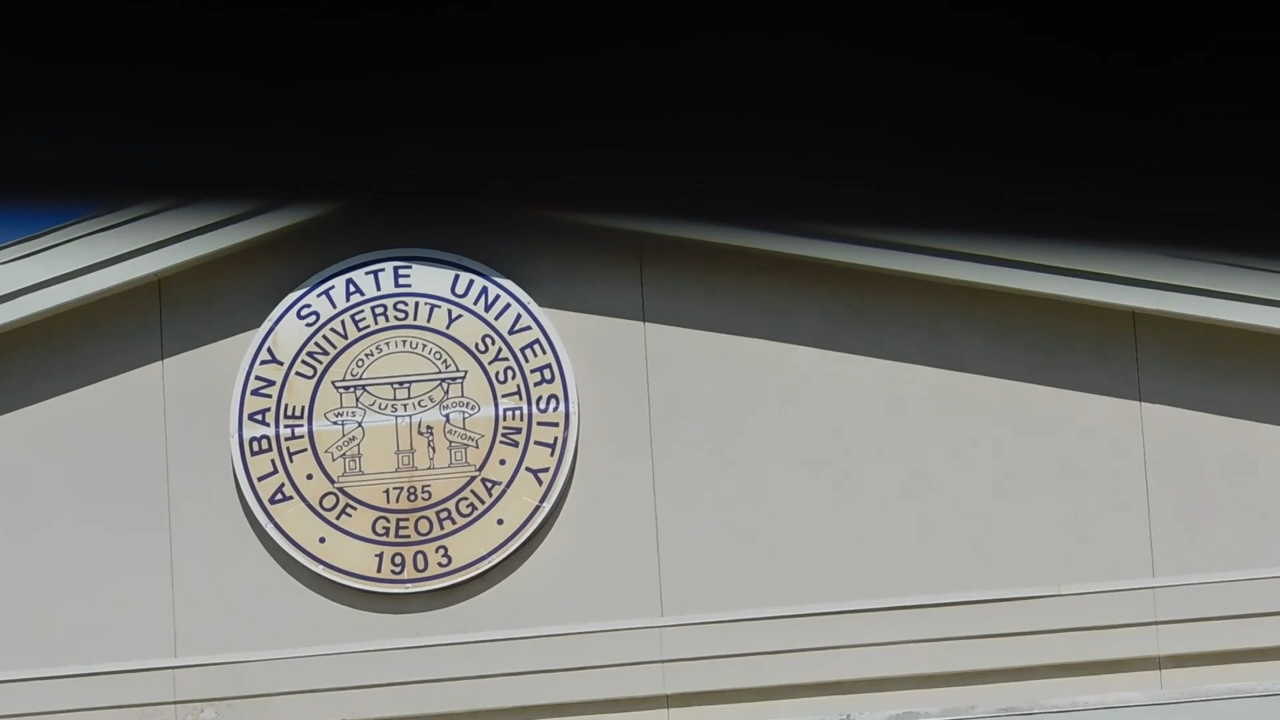 ALBANY STATE UNIVERSITY
THE UNIVERSITY SYSTEM
· OF GEORGIA ·
CONSTITUTION
JUSTICE
WIS
DOM
MODER
ATION
1785
· 1903 ·